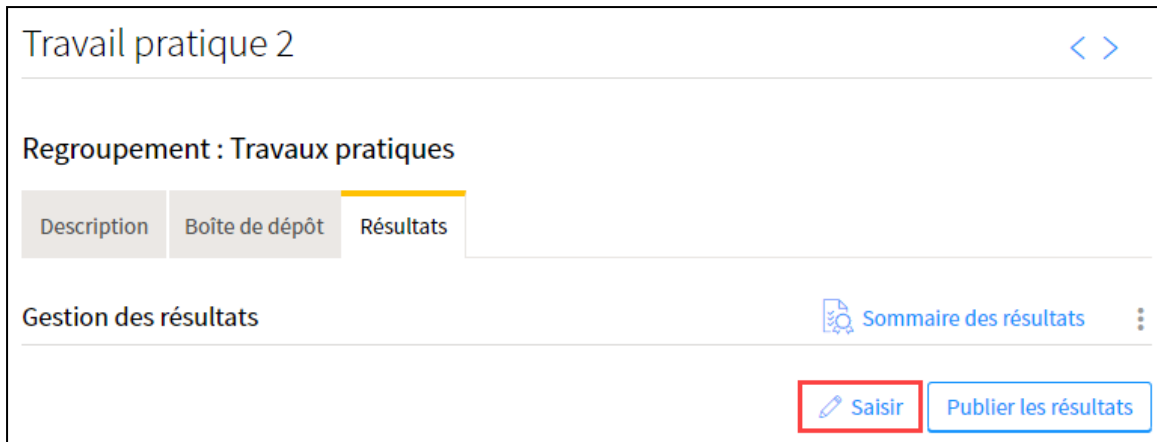 Travail pratique 2
Regroupement : Travaux pratiques
Description Boîte de dépôt Résultats
Gestion des résultats Sommaire des résultats
Saisir Publier les résultats